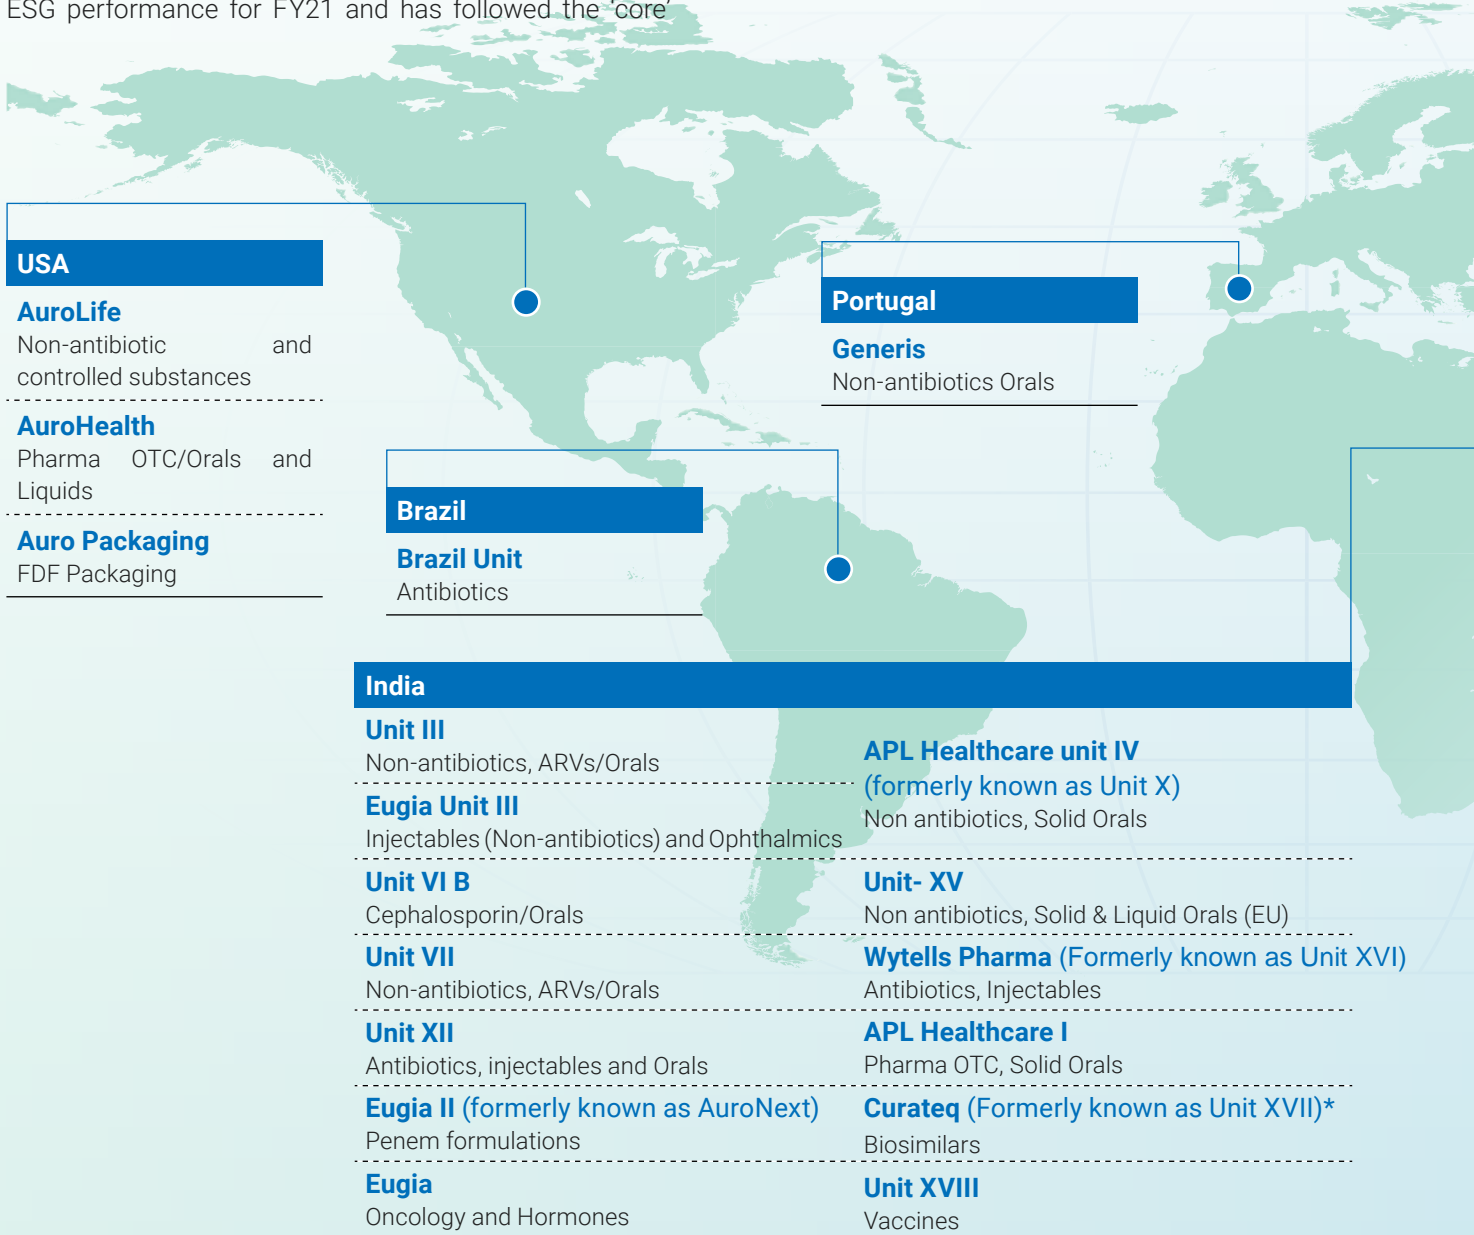 ESG performance for FY21 and has followed the ‘core’
USA
AuroLife
Non-antibiotic and
controlled substances
AuroHealth
Pharma OTC/Orals and
Liquids
Auro Packaging
FDF Packaging
Portugal
Generis
Non-antibiotics Orals
Brazil
Brazil Unit
Antibiotics
India
Unit III
Non-antibiotics, ARVs/Orals
Eugia Unit III
Injectables (Non-antibiotics) and Ophthalmics
Unit VI B
Cephalosporin/Orals
Unit VII
Non-antibiotics, ARVs/Orals
Unit XII
Antibiotics, injectables and Orals
Eugia II (formerly known as AuroNext)
Penem formulations
Eugia
Oncology and Hormones
APL Healthcare unit IV
(formerly known as Unit X)
Non antibiotics, Solid Orals
Unit- XV
Non antibiotics, Solid & Liquid Orals (EU)
Wytells Pharma (Formerly known as Unit XVI)
Antibiotics, Injectables
APL Healthcare I
Pharma OTC, Solid Orals
Curateq (Formerly known as Unit XVII)*
Biosimilars
Unit XVIII
Vaccines